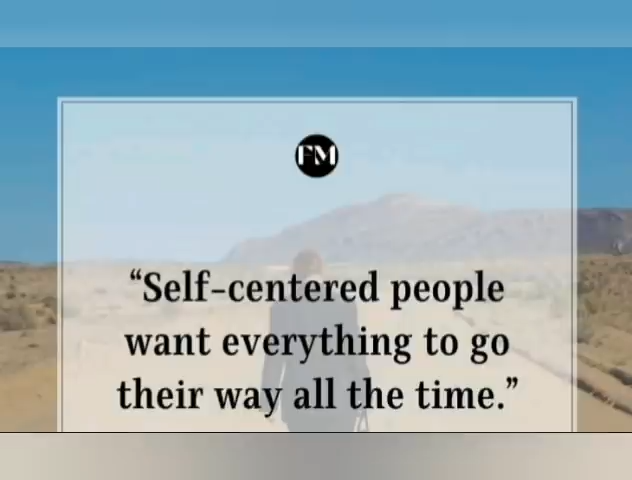 FM
“Self-centered people
want everything to go
their way all the time.”